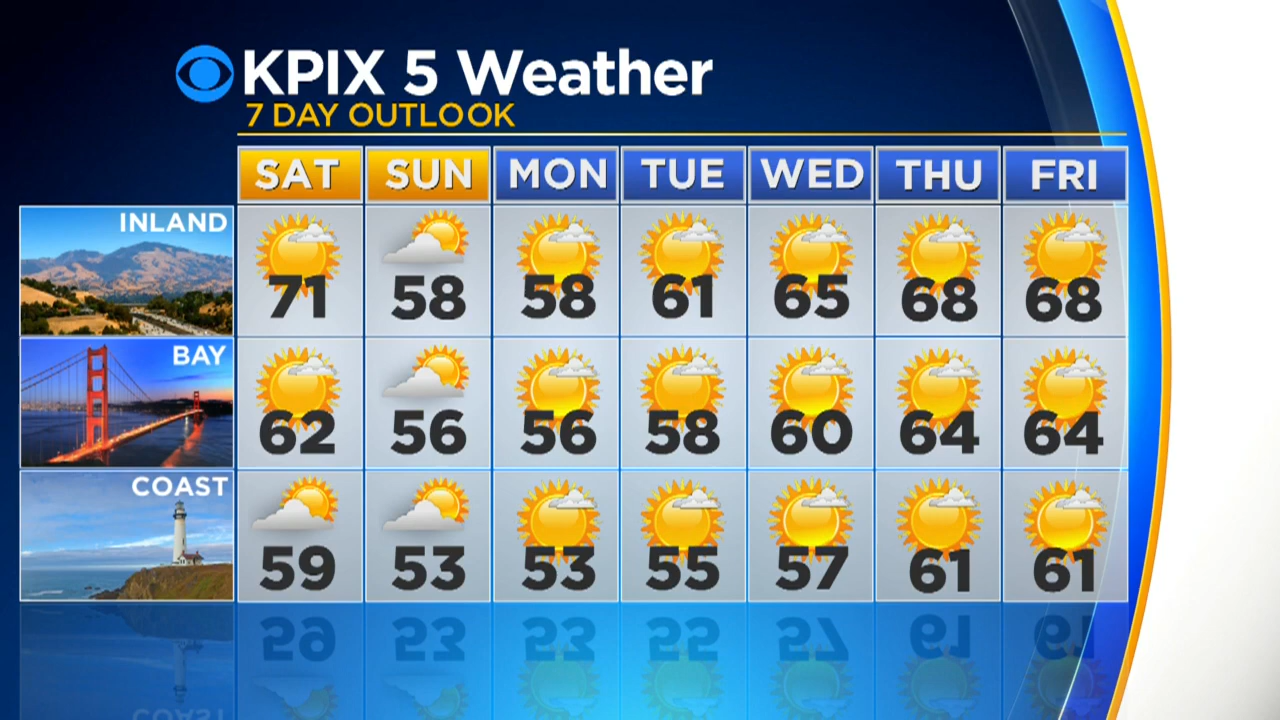 KPIX 5 Weather
7 DAY OUTLOOK
SAT SUN MON TUE WED THU FRI
INLAND
71 58 58 61 65 68 68
BAY
62 56 56 58 60 64 64
COAST
59 53 53 55 57 61 61